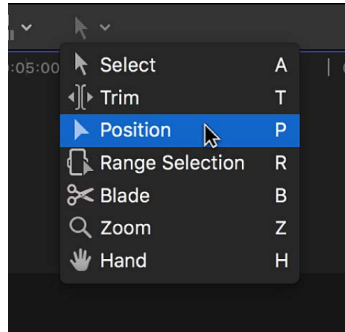 :05:00
Select A
Trim T
Position P
Range Selection R
Blade B
Zoom Z
Hand H